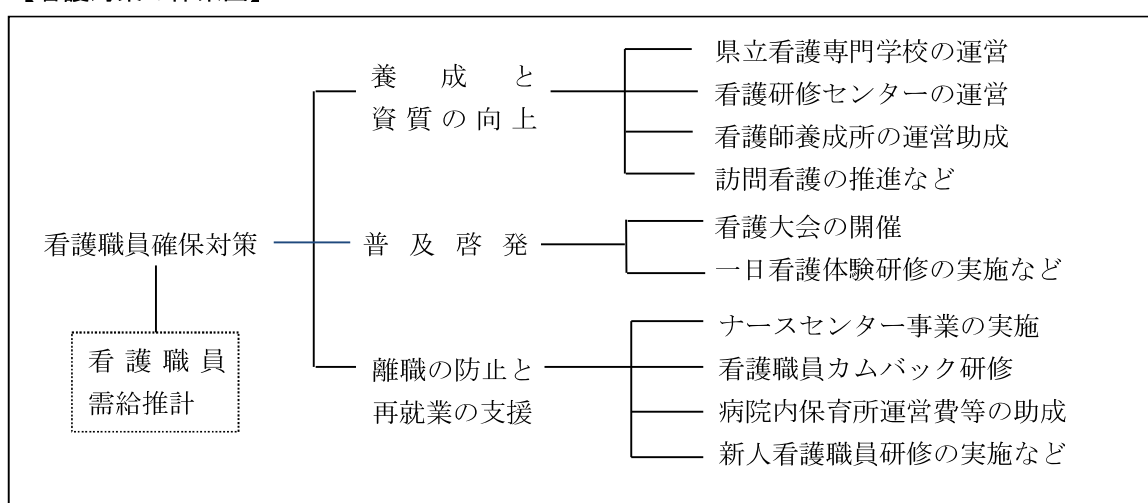 養成と
資質の向上
県立看護専門学校の運営
看護研修センターの運営
看護師養成所の運営助成
訪問看護の推進など
看護職員確保対策
普及啓発
看護大会の開催
一日看護体験研修の実施など
看護職員
需給推計
離職の防止と
再就業の支援
ナースセンター事業の実施
看護職員カムバック研修
病院内保育所運営費等の助成
新人看護職員研修の実施など